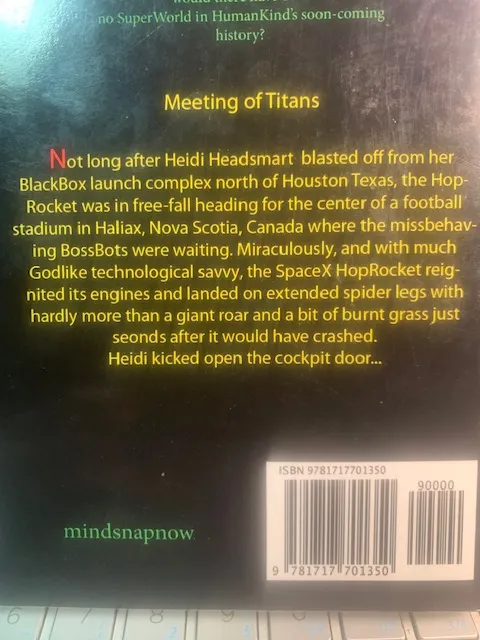 no SuperWorld in HumanKind's soon-coming
history?
Meeting of Titans
Not long after Heidi Headsmart blasted off from her
BlackBox launch complex north of Houston Texas, the Hop-
Rocket was in free-fall heading for the center of a football
stadium in Haliax, Nova Scotia, Canada where the missbehav-
ing BossBots were waiting. Miraculously, and with much
Godlike technological savvy, the SpaceX HopRocket reig-
nited its engines and landed on extended spider legs with
hardly more than a giant roar and a bit of burnt grass just
seonds after it would have crashed.
Heidi kicked open the cockpit door...
ISBN 9781717701350
90000
9 781717 701350
mindsnapnow
6 7 8 9